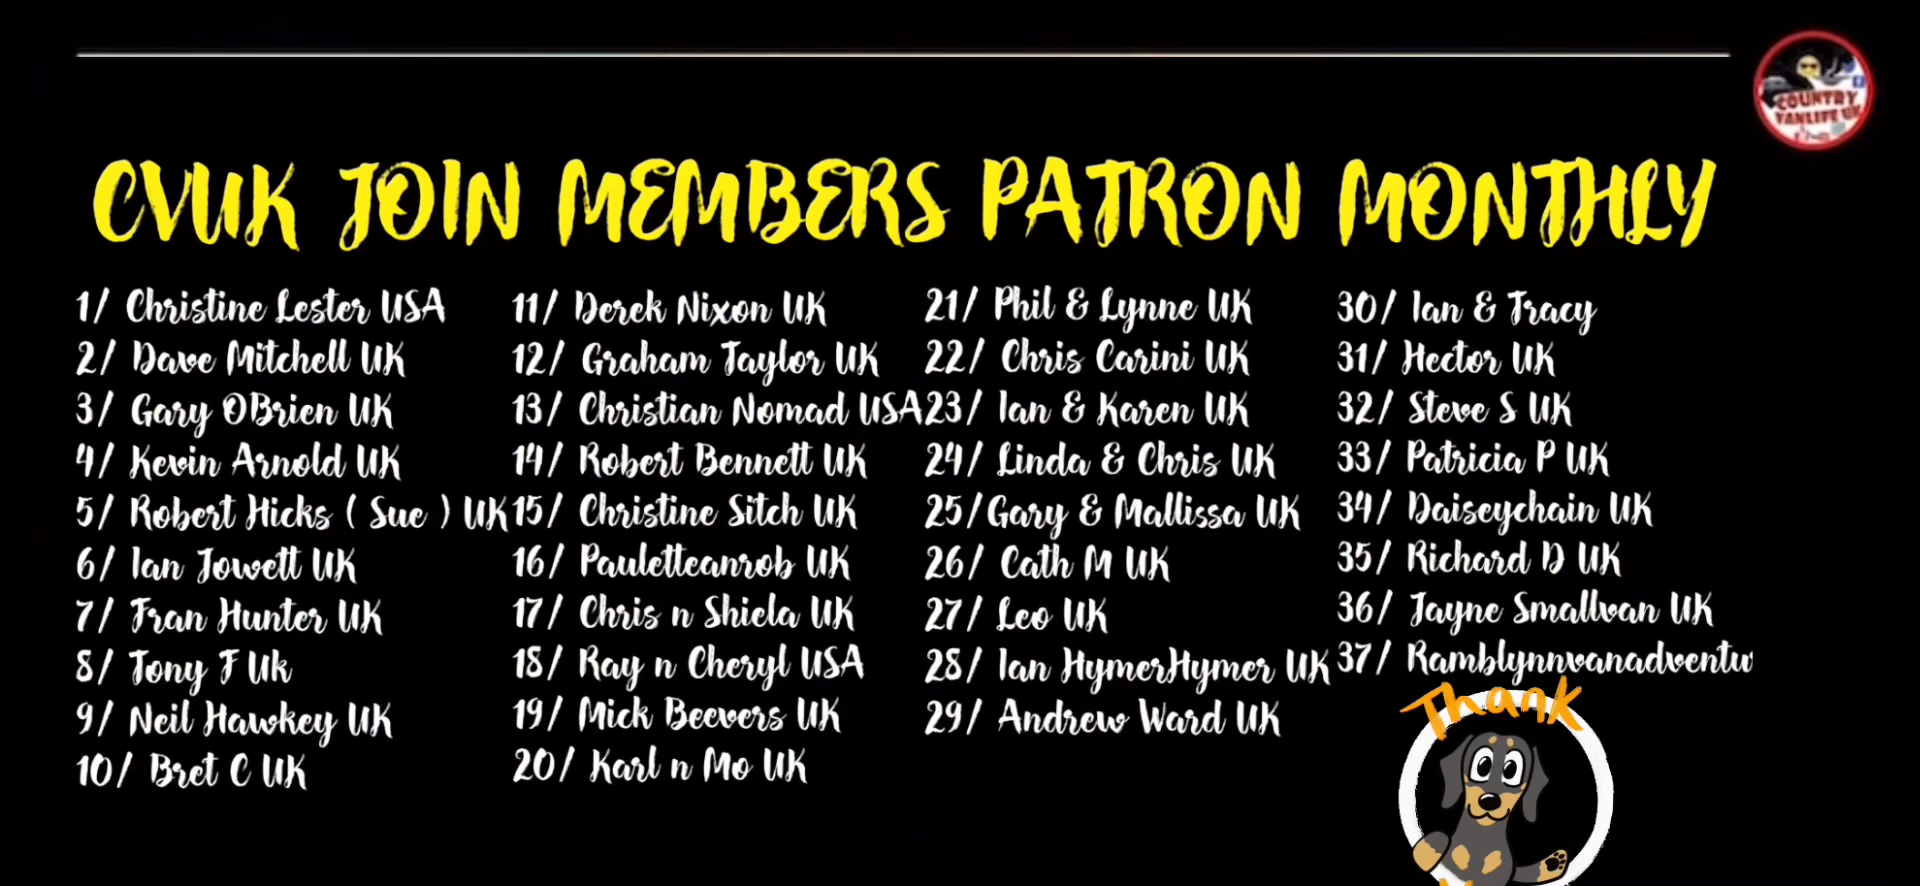 COUNTRY
VANLIFE UK
CVUK JOIN MEMBERS PATRON MONTHLY
1/ Christine Lester USA
2/ Dave Mitchell UK
3/ Gary OBrien UK
4/ Kevin Arnold UK
5/ Robert Hicks ( Sue ) UK
6/ Ian Jowett UK
7/ Fran Hunter UK
8/ Tony F Uk
9/ Neil Hawkey UK
10/ Bret C UK
11/ Derek Nixon UK
12/ Graham Taylor UK
13/ Christian Nomad USA
14/ Robert Bennett UK
15/ Christine Sitch UK
16/ Pauletteanrob UK
17/ Chris n Shiela UK
18/ Ray n Cheryl USA
19/ Mick Beevers UK
20/ Karl n Mo UK
21/ Phil & Lynne UK
22/ Chris Carini UK
23/ Ian & Karen UK
24/ Linda & Chris UK
25/Gary & Mallissa UK
26/ Cath M UK
27/ Leo UK
28/ Ian HymerHymer UK
29/ Andrew Ward UK
30/ Ian & Tracy
31/ Hector UK
32/ Steve S UK
33/ Patricia P UK
34/ Daiseychain UK
35/ Richard D UK
36/ Jayne Smallvan UK
37/ Ramblynnvanadventu
Thank